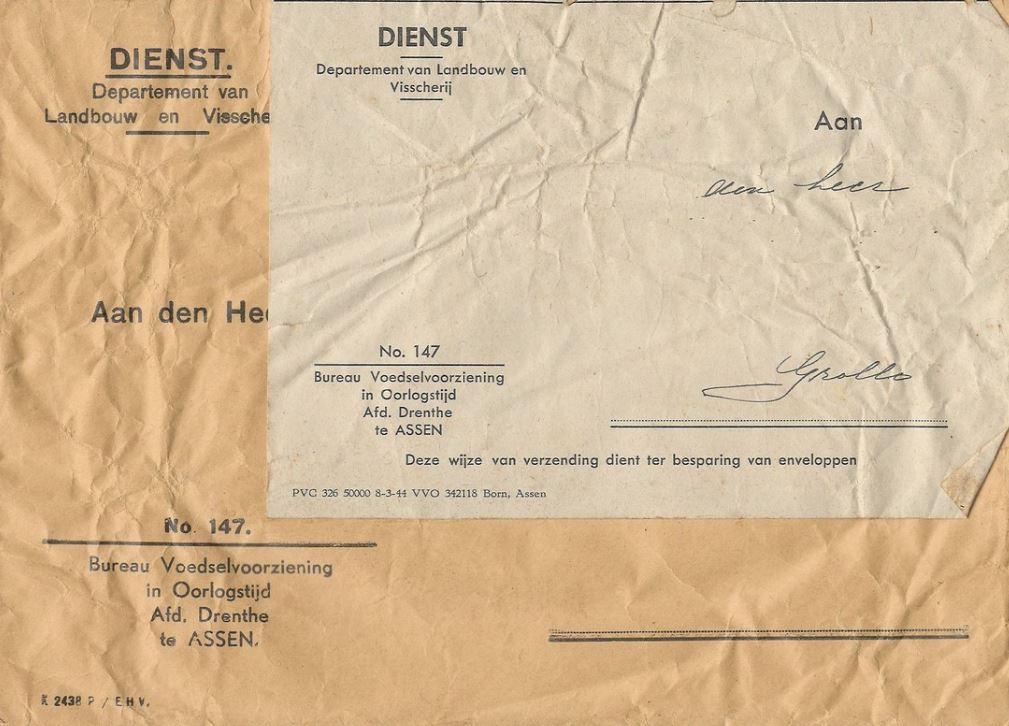 DIENST.
Departement van
Landbouw en Vissche
Aan den Hee
No. 147.
Bureau Voedselvoorziening
in Oorlogstijd
Afd. Drenthe
te ASSEN.
K 2438 P / EHV.
DIENST
Departement van Landbouw en
Visscherij
Aan
den heer
Grollo
No. 147
Bureau Voedselvoorziening
in Oorlogstijd
Afd. Drenthe
te ASSEN
Deze wijze van verzending dient ter besparing van enveloppen
PVC 326 50000 8-3-44 VVO 342118 Born, Assen